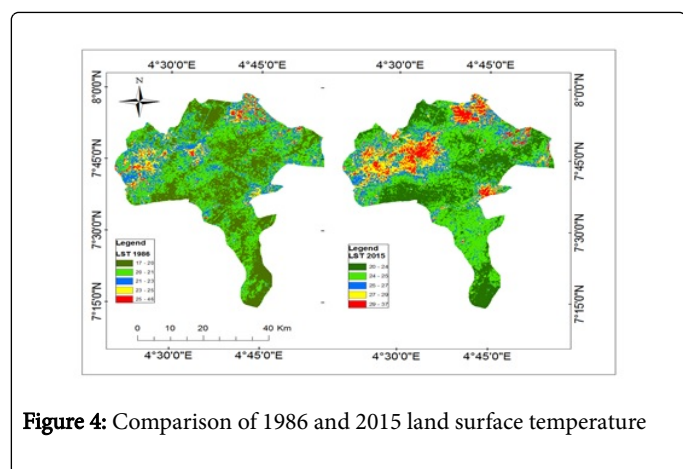 4°30'0"E 4°45'0"E 4°30'0"E 4°45'0"E
N
8°0'0"N 8°0'0"N
7°45'0"N 7°45'0"N
7°30'0"N 7°30'0"N
7°15'0"N 7°15'0"N
Legend
LST 1986
20 - 21
21 - 23
23 - 25
Legend
LST 2015
20 - 24
24 - 25
25 - 27
27 - 29
29 - 37
0 10 20 40 Km
4°30'0"E 4°45'0"E 4°30'0"E 4°45'0"E
Figure 4: Comparison of 1986 and 2015 land surface temperature